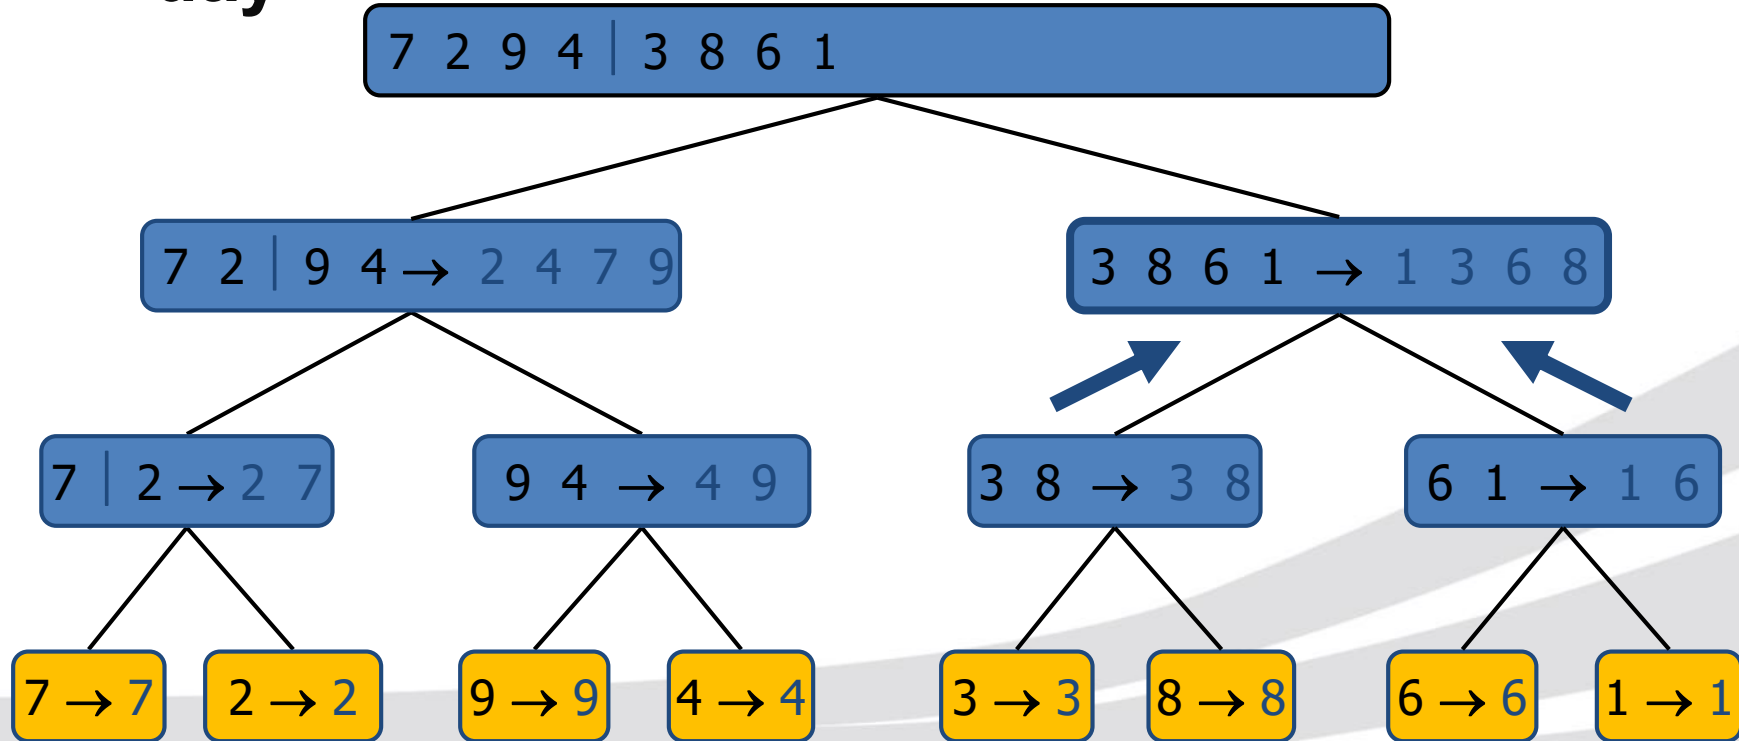 7 2 9 4 | 3 8 6 1
7 2 | 9 4 → 2 4 7 9
3 8 6 1 → 1 3 6 8
7 | 2 → 2 7
9 4 → 4 9
3 8 → 3 8
6 1 → 1 6
7 → 7
2 → 2
9 → 9
4 → 4
3 → 3
8 → 8
6 → 6
1 → 1